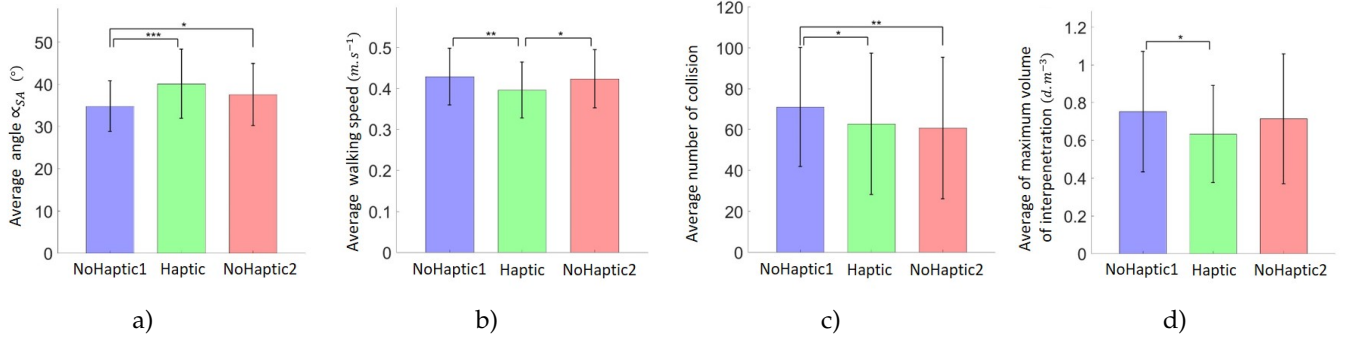 Average angle ∝SA (°)
60
50
40
30
20
10
0
*
***
NoHaptic1 Haptic NoHaptic2
a)
Average walking speed (m.s⁻¹)
0.5
0.4
0.3
0.2
0.1
0
**
*
NoHaptic1 Haptic NoHaptic2
b)
Average number of collision
120
100
80
60
40
20
0
**
*
NoHaptic1 Haptic NoHaptic2
c)
Average of maximum volume
of interpenetration (d.m⁻³)
1.2
1
0.8
0.6
0.4
0.2
0
*
NoHaptic1 Haptic NoHaptic2
d)